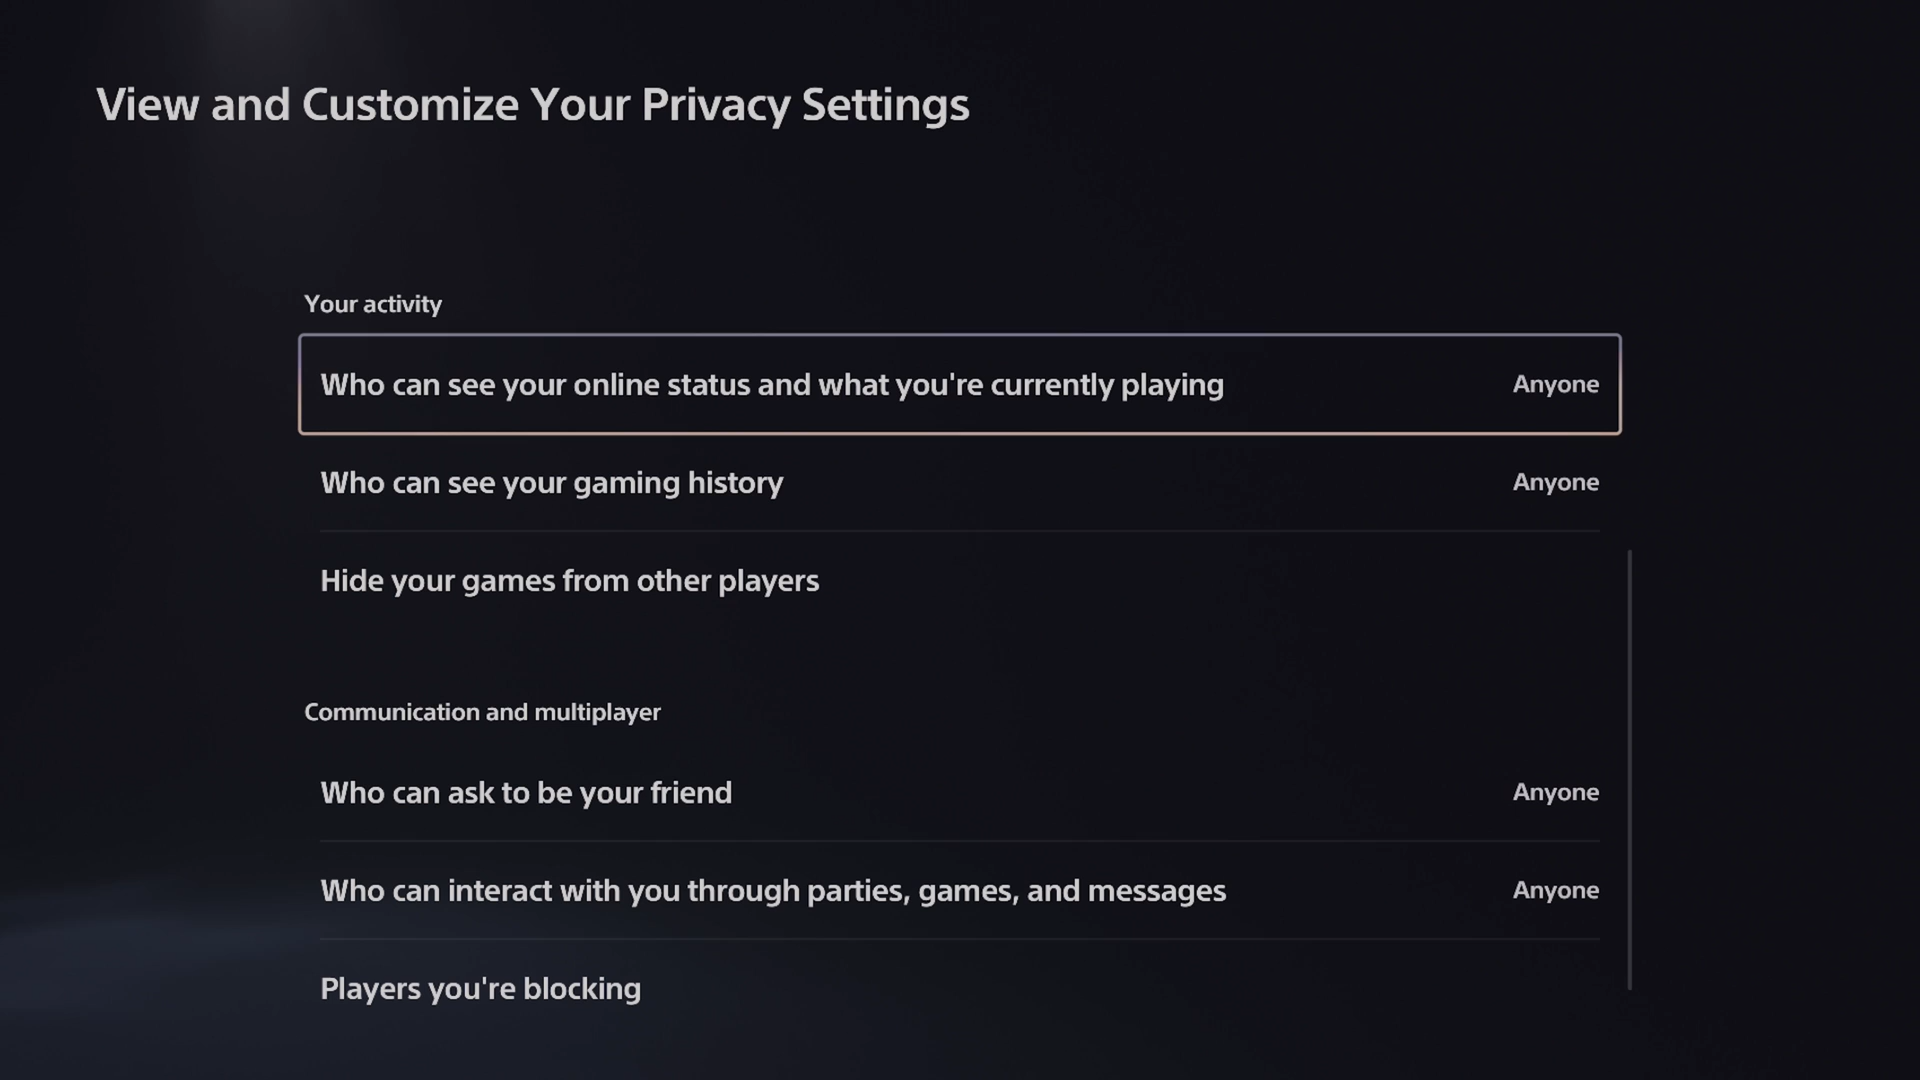 View and Customize Your Privacy Settings
Your activity
Who can see your online status and what you're currently playing Anyone
Who can see your gaming history Anyone
Hide your games from other players
Communication and multiplayer
Who can ask to be your friend Anyone
Who can interact with you through parties, games, and messages Anyone
Players you're blocking